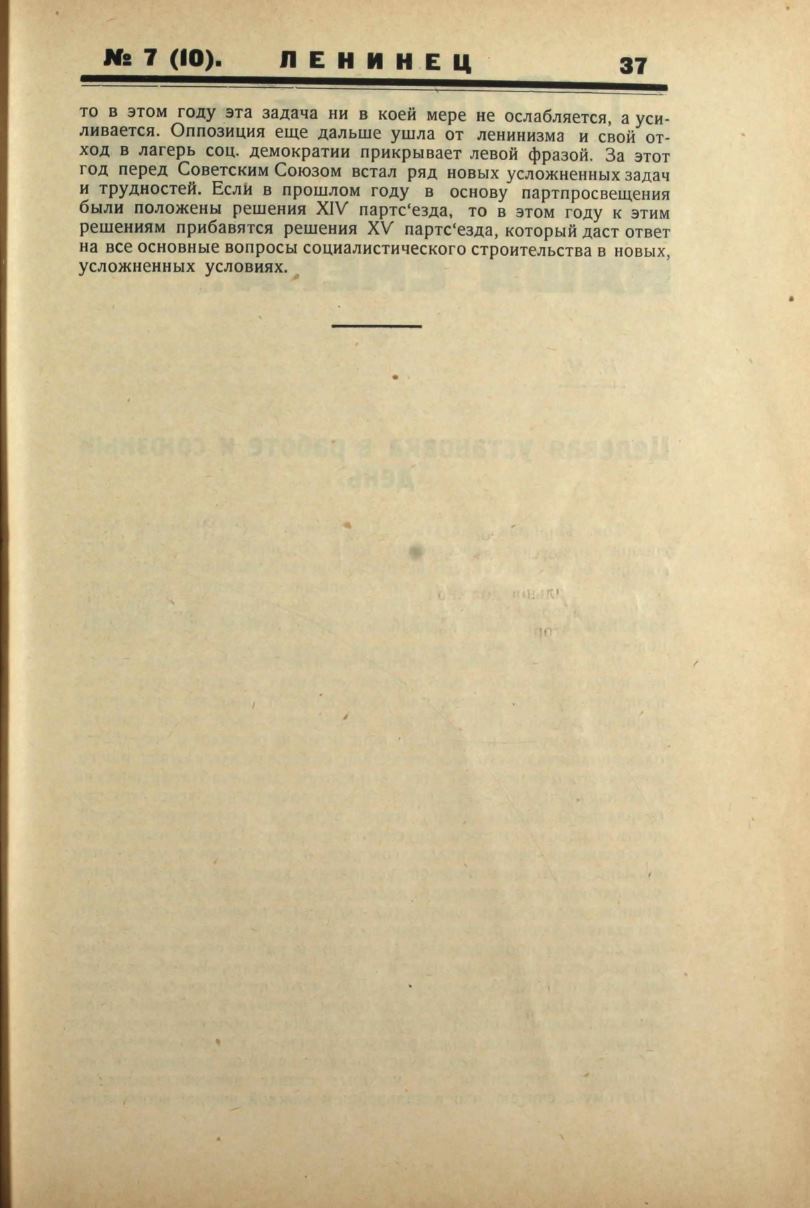 № 7 (10). ЛЕНИНЕЦ 37
то в этом году эта задача ни в коей мере не ослабляется, а уси-
ливается. Оппозиция еще дальше ушла от ленинизма и свой от-
ход в лагерь соц. демократии прикрывает левой фразой. За этот
год перед Советским Союзом встал ряд новых усложненных задач
и трудностей. Если в прошлом году в основу партпросвещения
были положены решения XIV партс‘езда, то в этом году к этим
решениям прибавятся решения XV партс‘езда, который даст ответ
на все основные вопросы социалистического строительства в новых,
усложненных условиях.